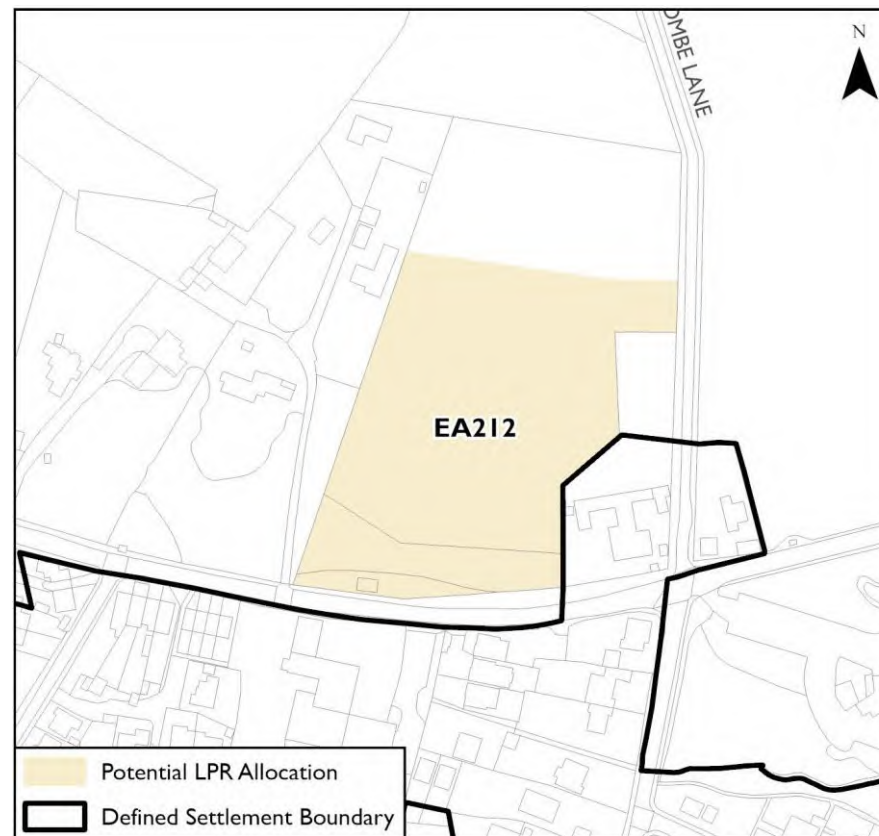 OMBE LANE
N
EA212
Potential LPR Allocation
Defined Settlement Boundary